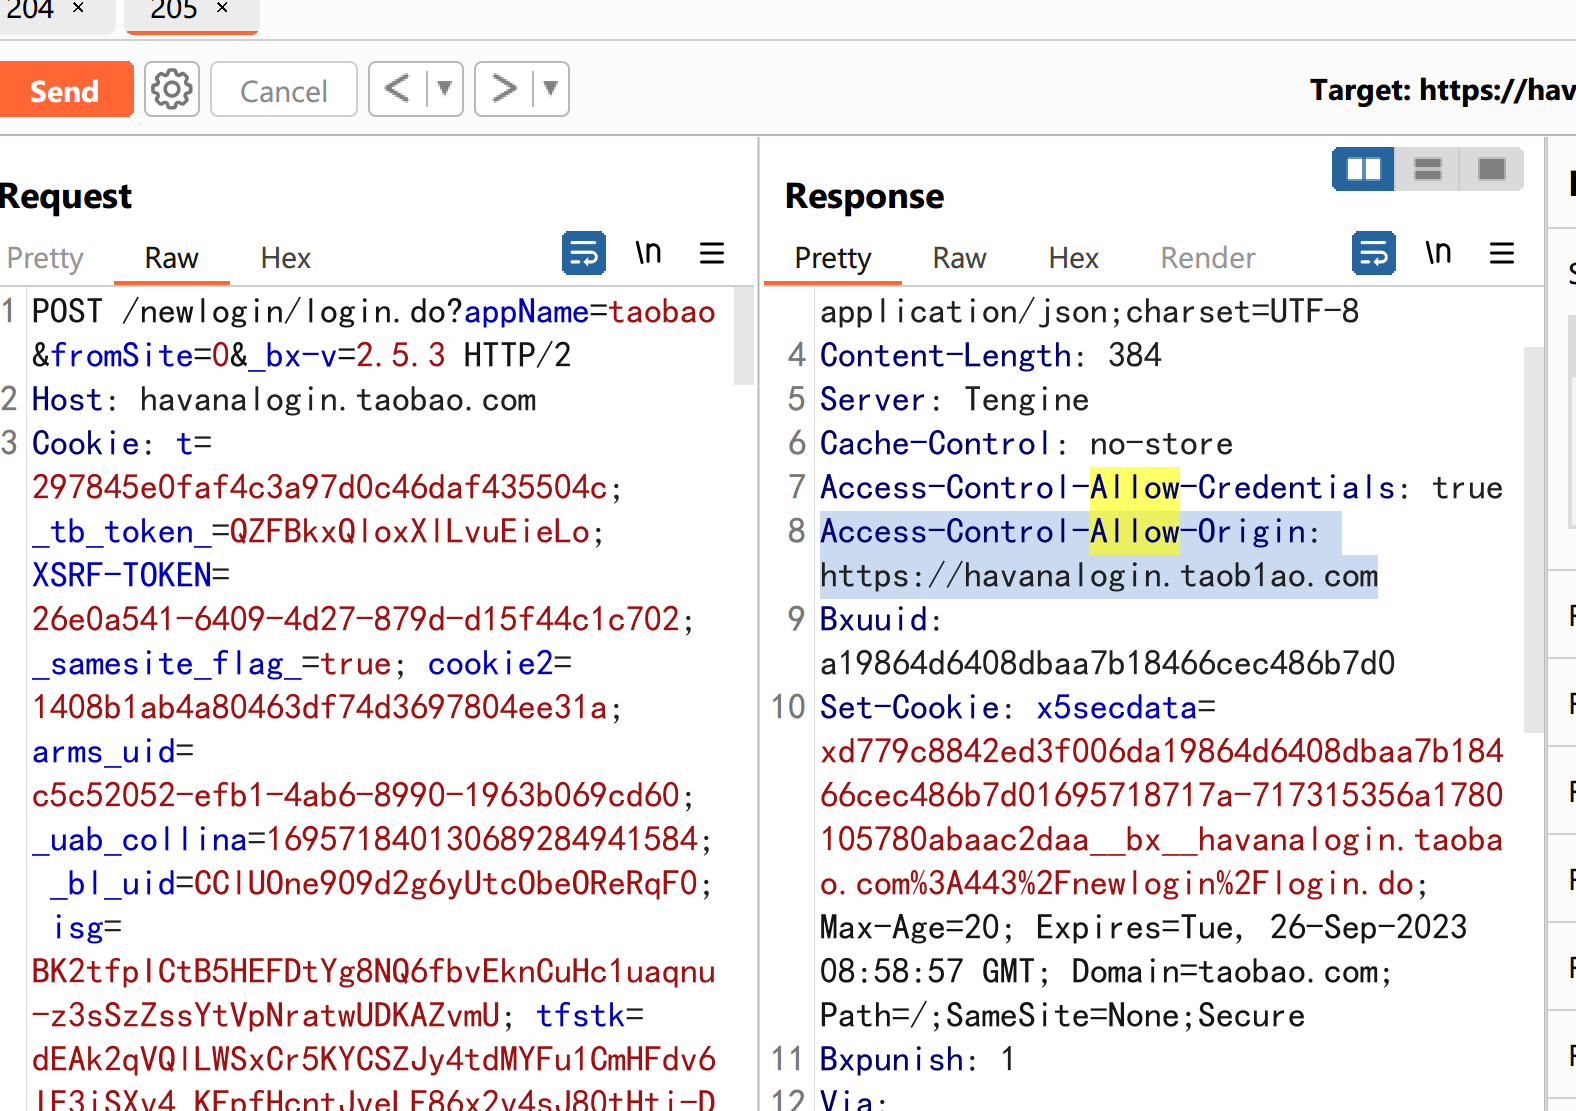 204 ×
205 ×
Send
Cancel
< ▼
> ▼
Target: https://hav
Request
Response
Pretty
Raw
Hex
\n
Pretty
Raw
Hex
Render
\n
1 POST /newlogin/login.do?appName=taobao
&fromSite=0&_bx-v=2.5.3 HTTP/2
2 Host: havanalogin.taobao.com
3 Cookie: t=
297845e0faf4c3a97d0c46daf435504c;
_tb_token_=QZFBkxQloxXlLvuEieLo;
XSRF-TOKEN=
26e0a541-6409-4d27-879d-d15f44c1c702;
_samesite_flag_=true; cookie2=
1408b1ab4a80463df74d3697804ee31a;
arms_uid=
c5c52052-efb1-4ab6-8990-1963b069cd60;
_uab_collina=169571840130689284941584;
_bl_uid=CClU0ne909d2g6yUtc0be0ReRqF0;
isg=
BK2tfplCtB5HEFDtYg8NQ6fbvEknCuHc1uaqnu
-z3sSzZssYtVpNratwUDKAZvmU; tfstk=
dEAk2qVQlLWSxCr5KYCSZJy4tdMYFu1CmHFdv6
application/json;charset=UTF-8
4 Content-Length: 384
5 Server: Tengine
6 Cache-Control: no-store
7 Access-Control-Allow-Credentials: true
8 Access-Control-Allow-Origin:
https://havanalogin.taob1ao.com
9 Bxuuid:
a19864d6408dbaa7b18466cec486b7d0
10 Set-Cookie: x5secdata=
xd779c8842ed3f006da19864d6408dbaa7b184
66cec486b7d01695718717a-717315356a1780
105780abaac2daa__bx__havanalogin.taoba
o.com%3A443%2Fnewlogin%2Flogin.do;
Max-Age=20; Expires=Tue, 26-Sep-2023
08:58:57 GMT; Domain=taobao.com;
Path=/;SameSite=None;Secure
11 Bxpunish: 1
12 Via: